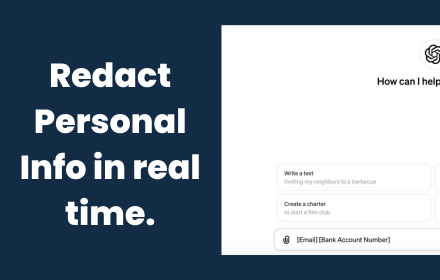 Redact
Personal
Info in real
time.
How can I help
Write a text
inviting my neighbors to a barbecue
Create a charter
to start a film club
[Email] [Bank Account Number]